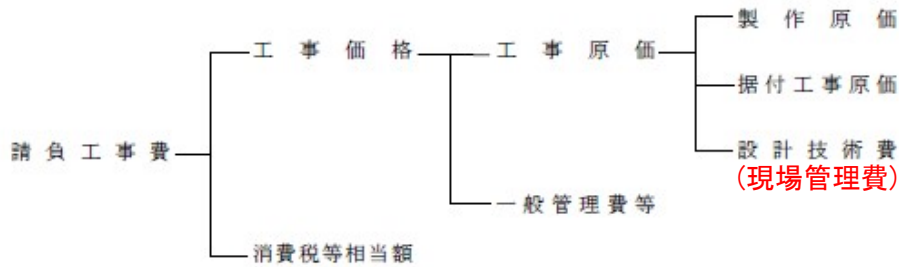 製作原価
工事価格
工事原価
据付工事原価
請負工事費
設計技術費
(現場管理費)
一般管理費等
消費税等相当額